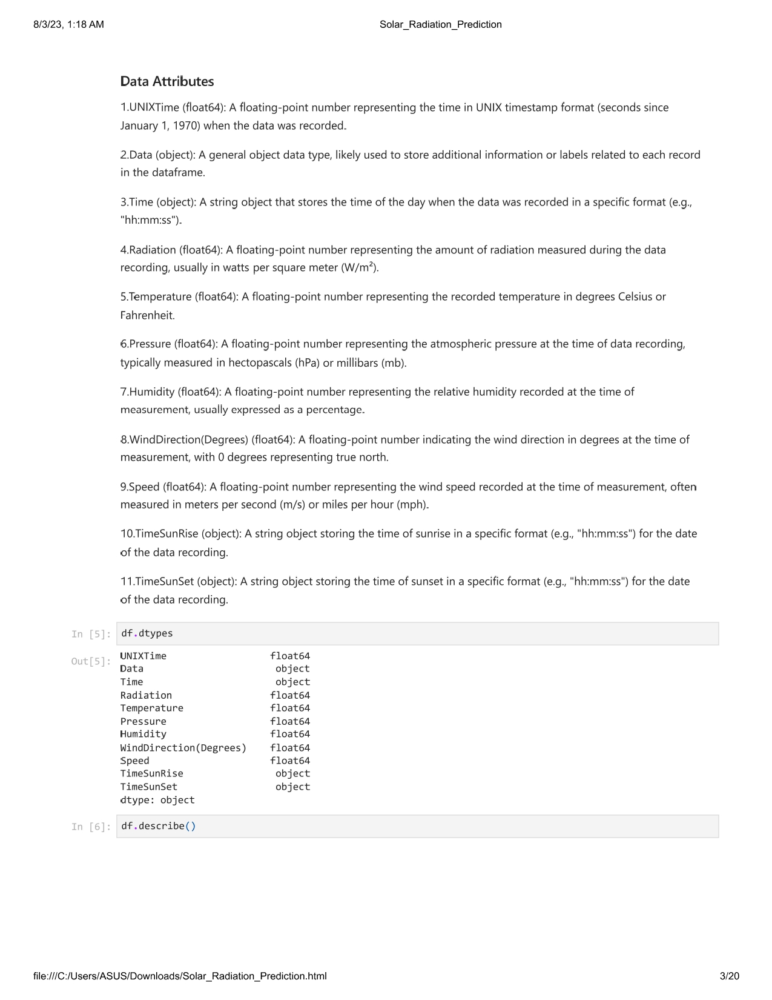 8/3/23, 1:18 AM Solar_Radiation_Prediction
Data Attributes
1.UNIXTime (float64): A floating-point number representing the time in UNIX timestamp format (seconds since
January 1, 1970) when the data was recorded.
2.Data (object): A general object data type, likely used to store additional information or labels related to each record
in the dataframe.
3.Time (object): A string object that stores the time of the day when the data was recorded in a specific format (e.g.,
"hh:mm:ss").
4.Radiation (float64): A floating-point number representing the amount of radiation measured during the data
recording, usually in watts per square meter (W/m²).
5.Temperature (float64): A floating-point number representing the recorded temperature in degrees Celsius or
Fahrenheit.
6.Pressure (float64): A floating-point number representing the atmospheric pressure at the time of data recording,
typically measured in hectopascals (hPa) or millibars (mb).
7.Humidity (float64): A floating-point number representing the relative humidity recorded at the time of
measurement, usually expressed as a percentage.
8.WindDirection(Degrees) (float64): A floating-point number indicating the wind direction in degrees at the time of
measurement, with 0 degrees representing true north.
9.Speed (float64): A floating-point number representing the wind speed recorded at the time of measurement, often
measured in meters per second (m/s) or miles per hour (mph).
10.TimeSunRise (object): A string object storing the time of sunrise in a specific format (e.g., "hh:mm:ss") for the date
of the data recording.
11.TimeSunSet (object): A string object storing the time of sunset in a specific format (e.g., "hh:mm:ss") for the date
of the data recording.
In [5]: df.dtypes
Out[5]: UNIXTime float64
Data object
Time object
Radiation float64
Temperature float64
Pressure float64
Humidity float64
WindDirection(Degrees) float64
Speed float64
TimeSunRise object
TimeSunSet object
dtype: object
In [6]: df.describe()
file:///C:/Users/ASUS/Downloads/Solar_Radiation_Prediction.html 3/20